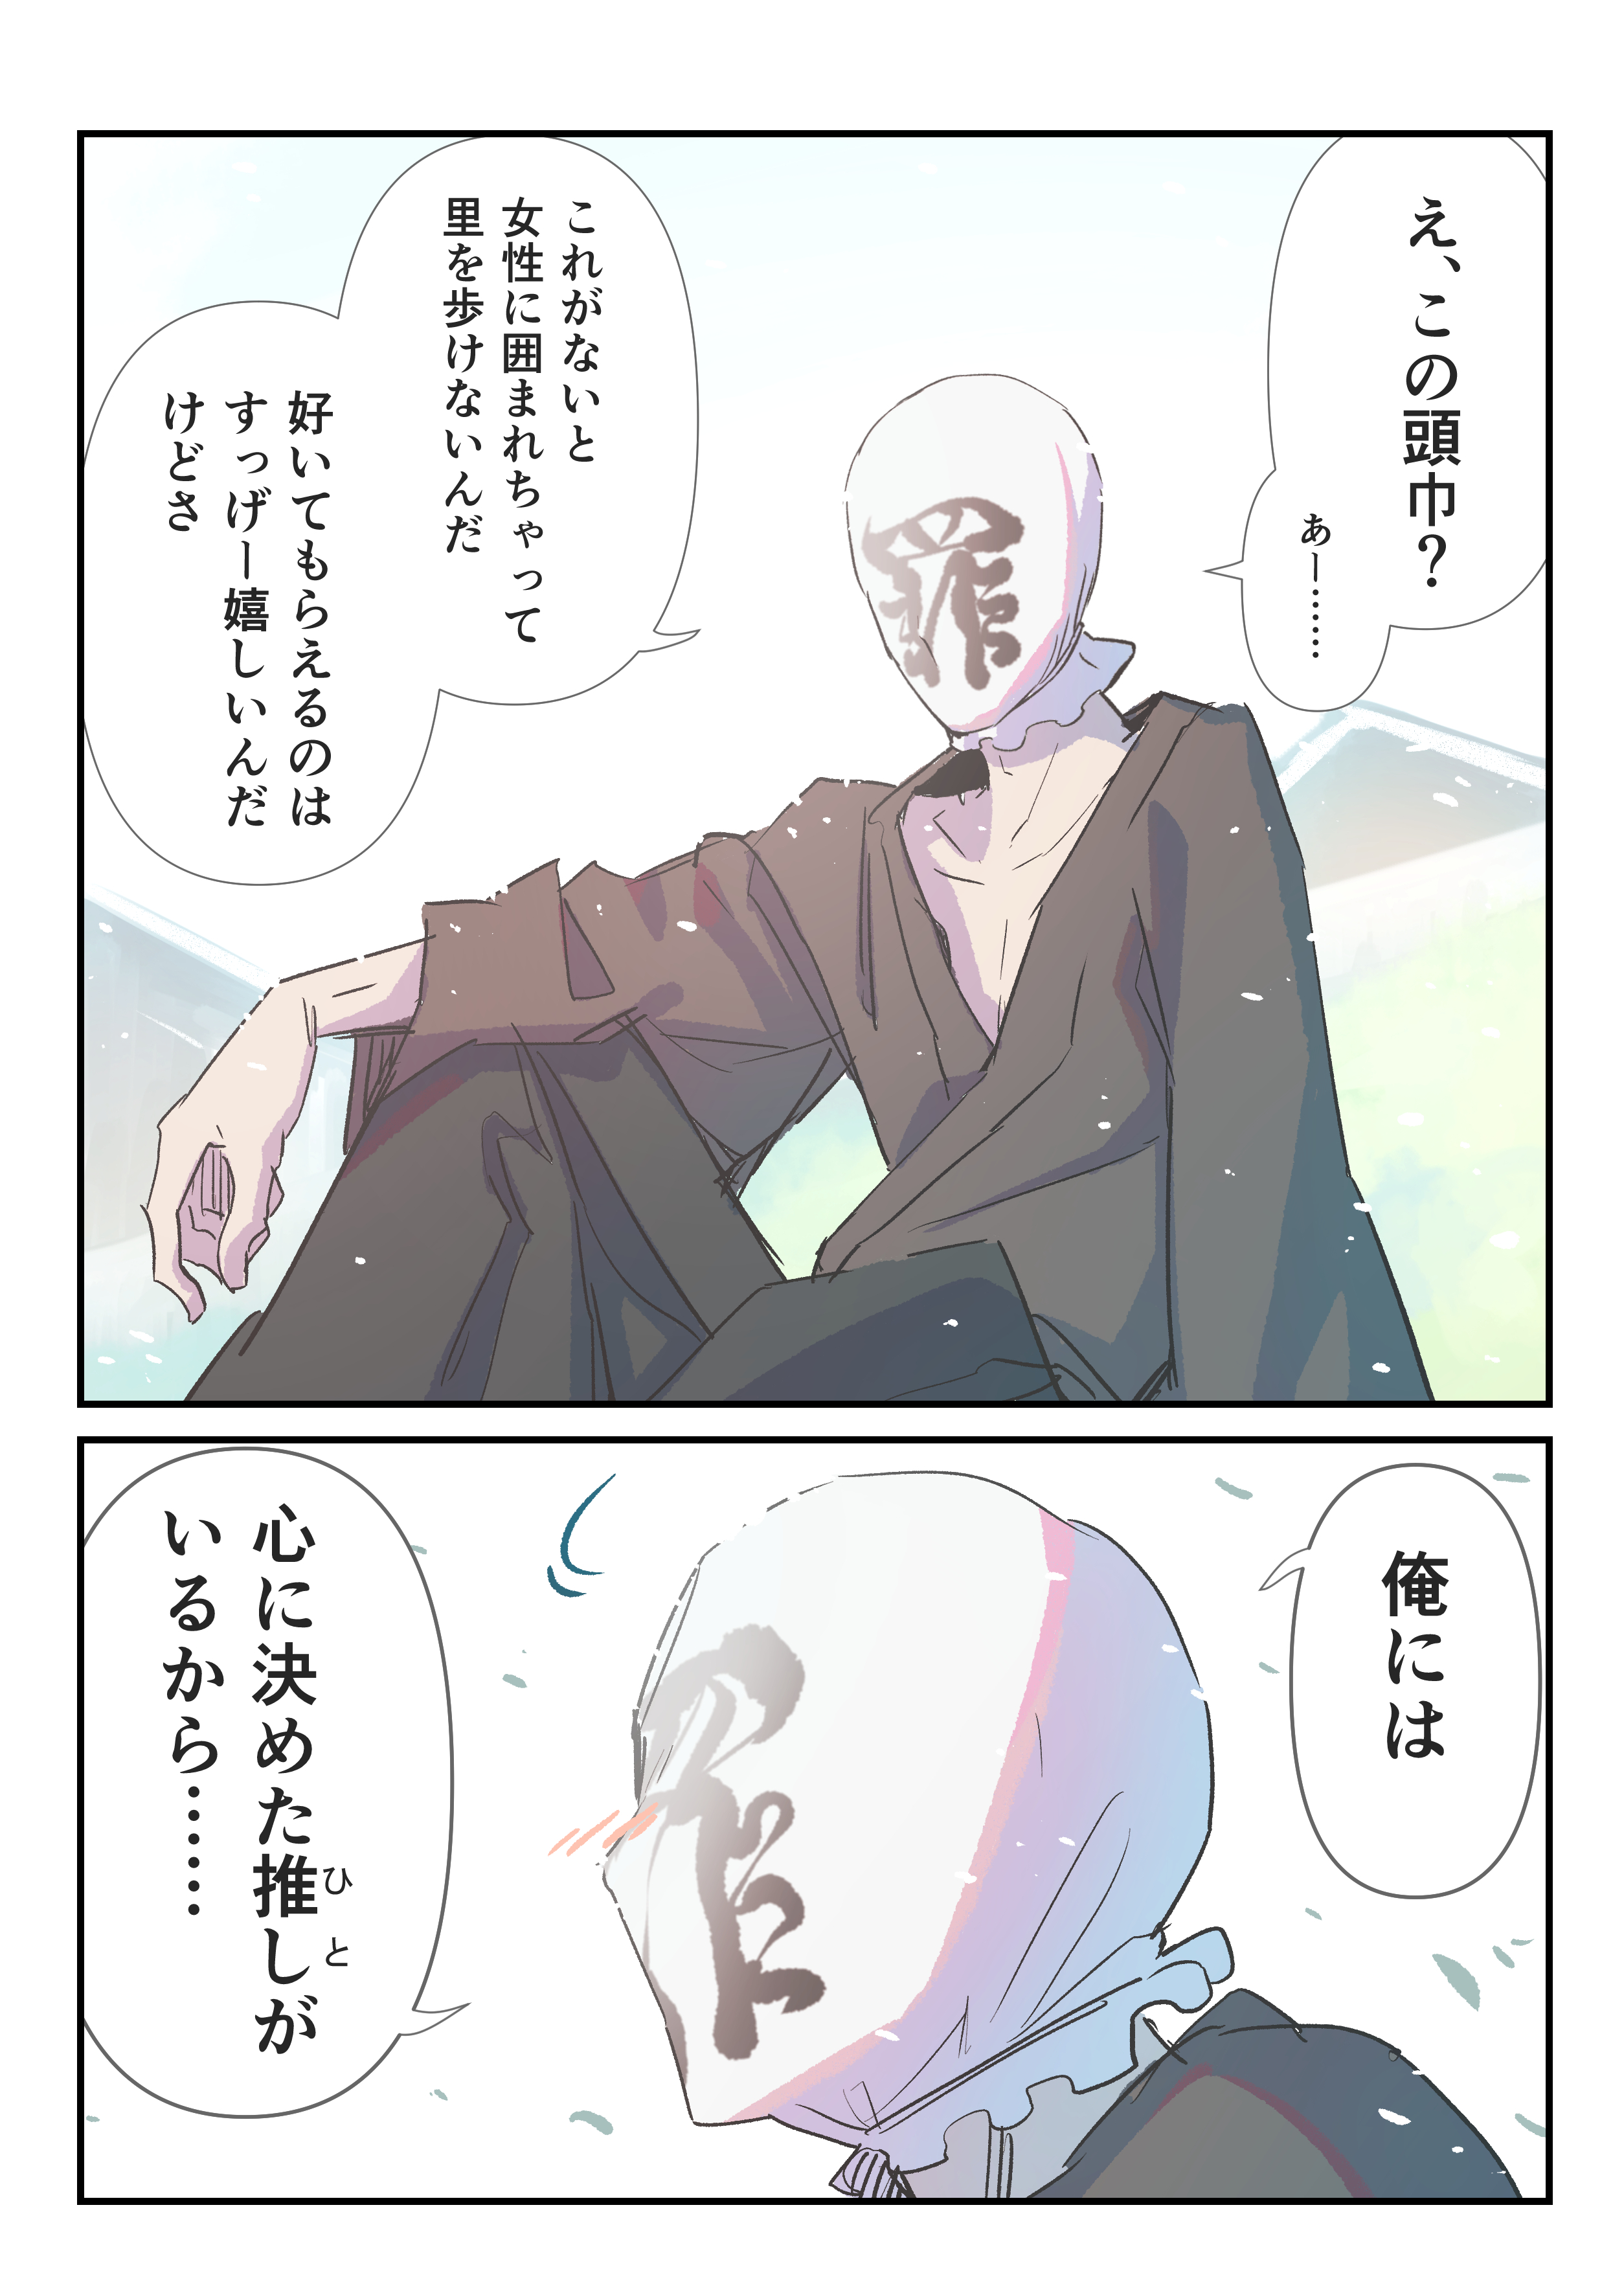 え、この頭巾?
あー………
これがないと
女性に囲まれちゃって
里を歩けないんだ
好いてもらえるのは
すっげー嬉しいんだ
けどさ
罪
俺には
心に決めた推しが
ひと
いるから………
罪